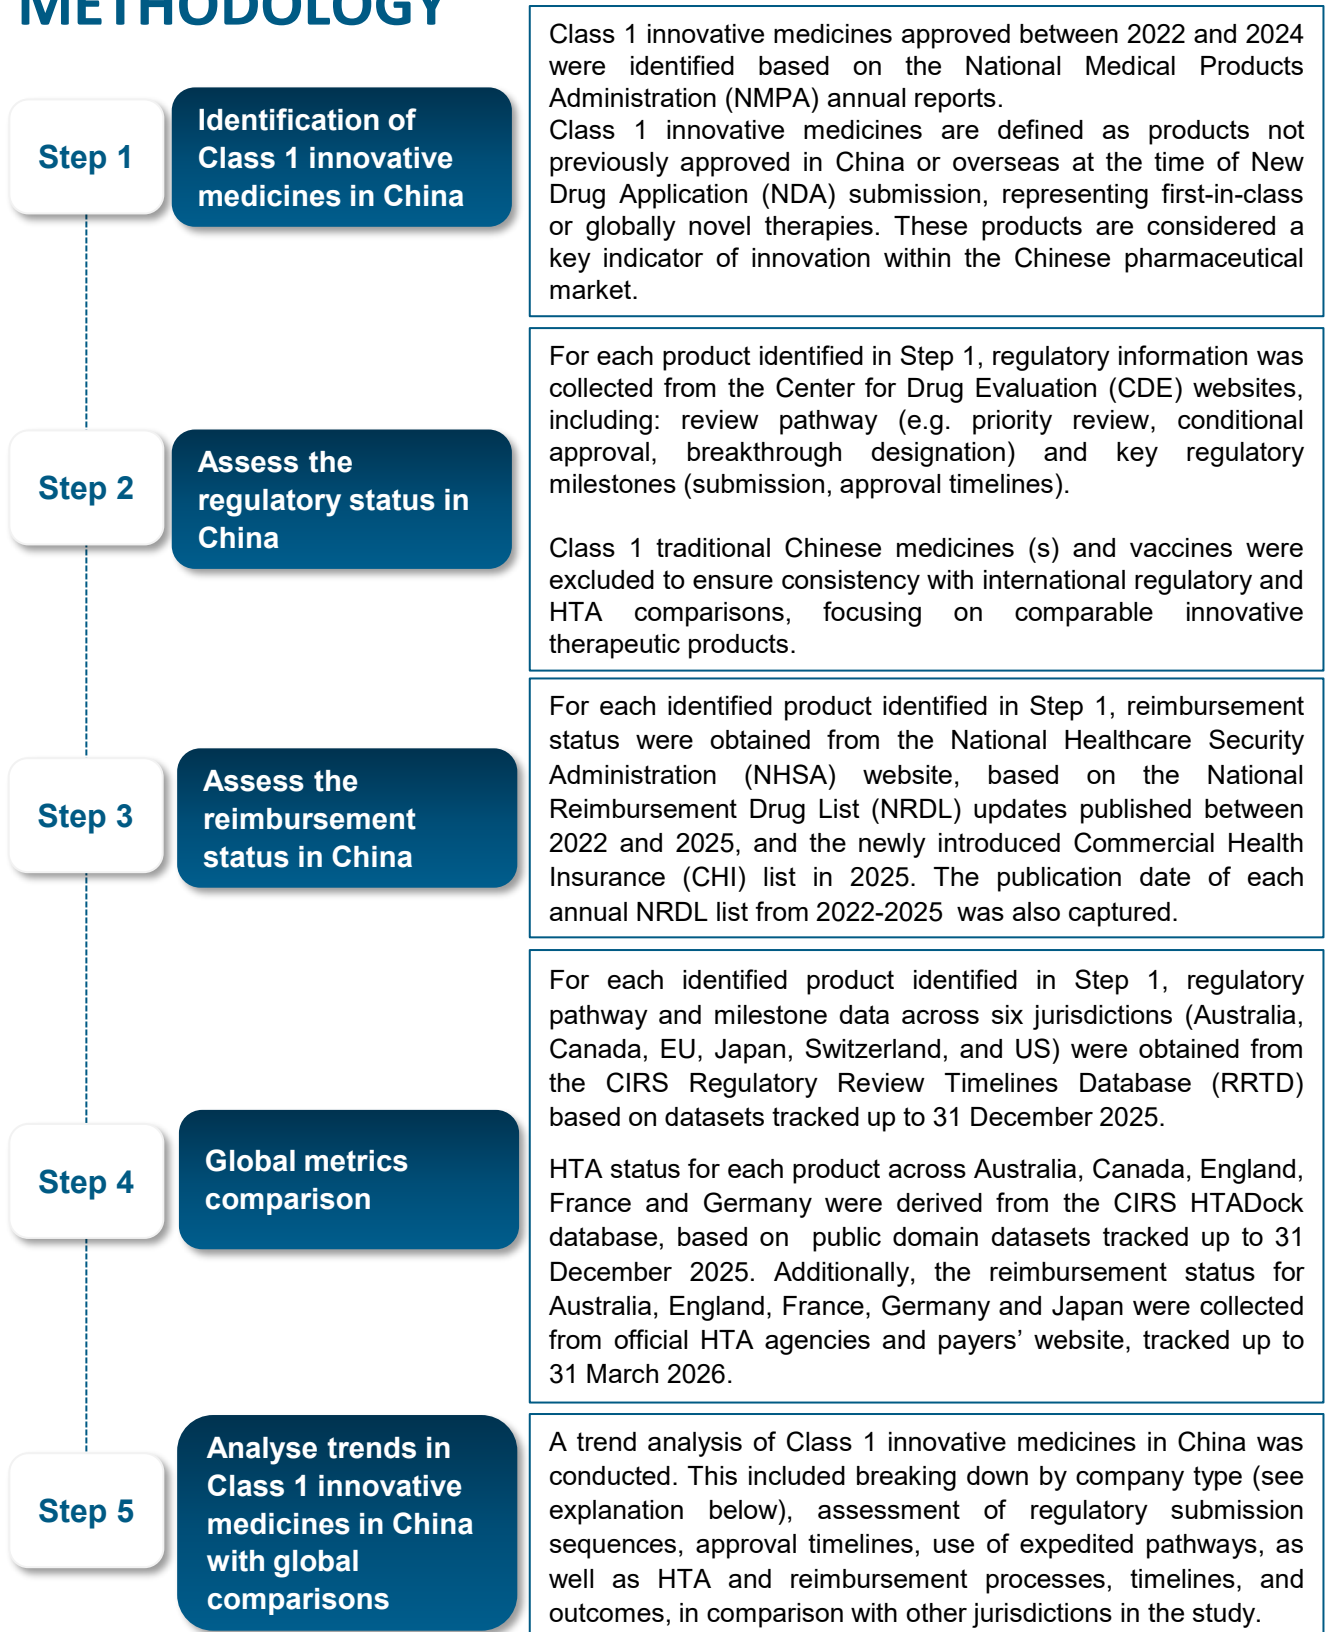 METHODOLOGY
Step 1
Identification of
Class 1 innovative
medicines in China
Class 1 innovative medicines approved between 2022 and 2024
were identified based on the National Medical Products
Administration (NMPA) annual reports.
Class 1 innovative medicines are defined as products not
previously approved in China or overseas at the time of New
Drug Application (NDA) submission, representing first-in-class
or globally novel therapies. These products are considered a
key indicator of innovation within the Chinese pharmaceutical
market.
Step 2
Assess the
regulatory status in
China
For each product identified in Step 1, regulatory information was
collected from the Center for Drug Evaluation (CDE) websites,
including: review pathway (e.g. priority review, conditional
approval, breakthrough designation) and key regulatory
milestones (submission, approval timelines).
Class 1 traditional Chinese medicines (s) and vaccines were
excluded to ensure consistency with international regulatory and
HTA comparisons, focusing on comparable innovative
therapeutic products.
Step 3
Assess the
reimbursement
status in China
For each identified product identified in Step 1, reimbursement
status were obtained from the National Healthcare Security
Administration (NHSA) website, based on the National
Reimbursement Drug List (NRDL) updates published between
2022 and 2025, and the newly introduced Commercial Health
Insurance (CHI) list in 2025. The publication date of each
annual NRDL list from 2022-2025 was also captured.
Step 4
Global metrics
comparison
For each identified product identified in Step 1, regulatory
pathway and milestone data across six jurisdictions (Australia,
Canada, EU, Japan, Switzerland, and US) were obtained from
the CIRS Regulatory Review Timelines Database (RRTD)
based on datasets tracked up to 31 December 2025.
HTA status for each product across Australia, Canada, England,
France and Germany were derived from the CIRS HTADock
database, based on public domain datasets tracked up to 31
December 2025. Additionally, the reimbursement status for
Australia, England, France, Germany and Japan were collected
from official HTA agencies and payers’ website, tracked up to
31 March 2026.
Step 5
Analyse trends in
Class 1 innovative
medicines in China
with global
comparisons
A trend analysis of Class 1 innovative medicines in China was
conducted. This included breaking down by company type (see
explanation below), assessment of regulatory submission
sequences, approval timelines, use of expedited pathways, as
well as HTA and reimbursement processes, timelines, and
outcomes, in comparison with other jurisdictions in the study.